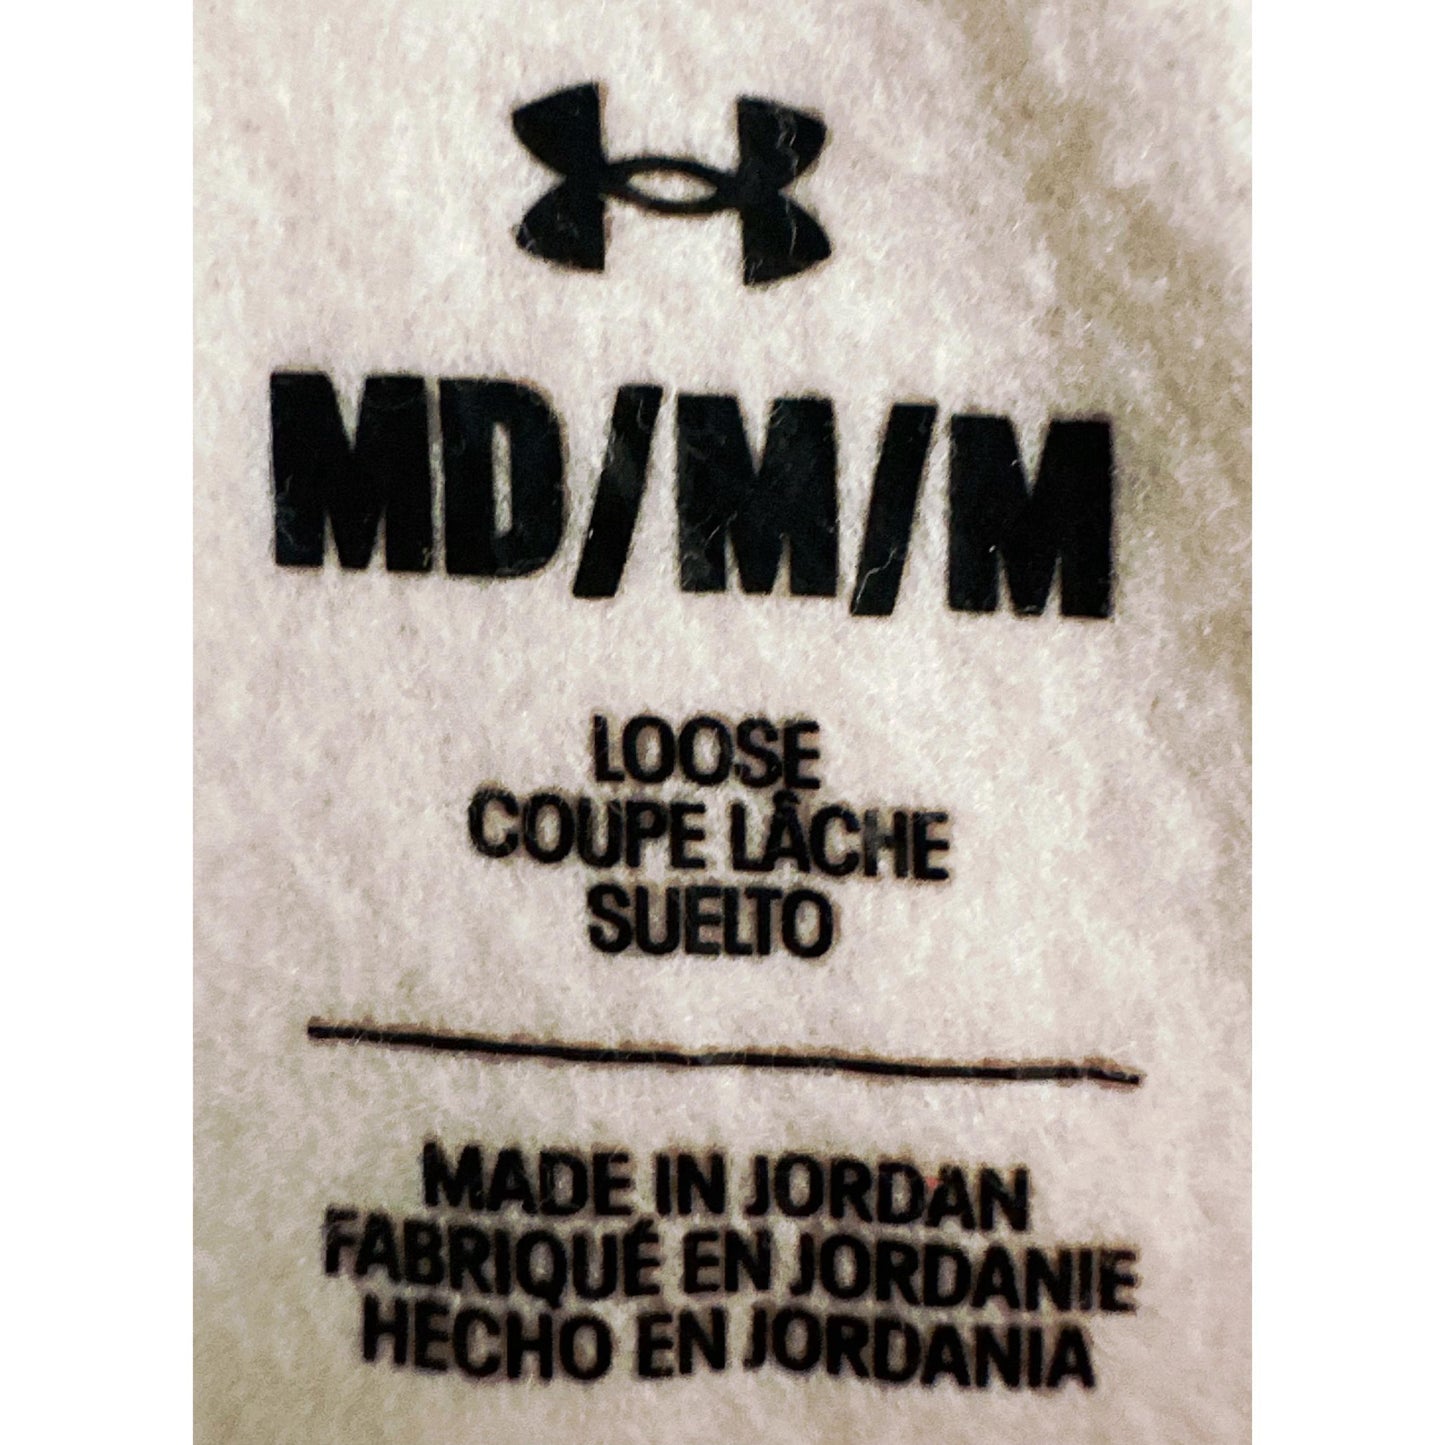 MD/M/M
LOOSE
COUPE LÂCHE
SUELTO
MADE IN JORDAN
FABRIQUÉ EN JORDANIE
HECHO EN JORDANIA